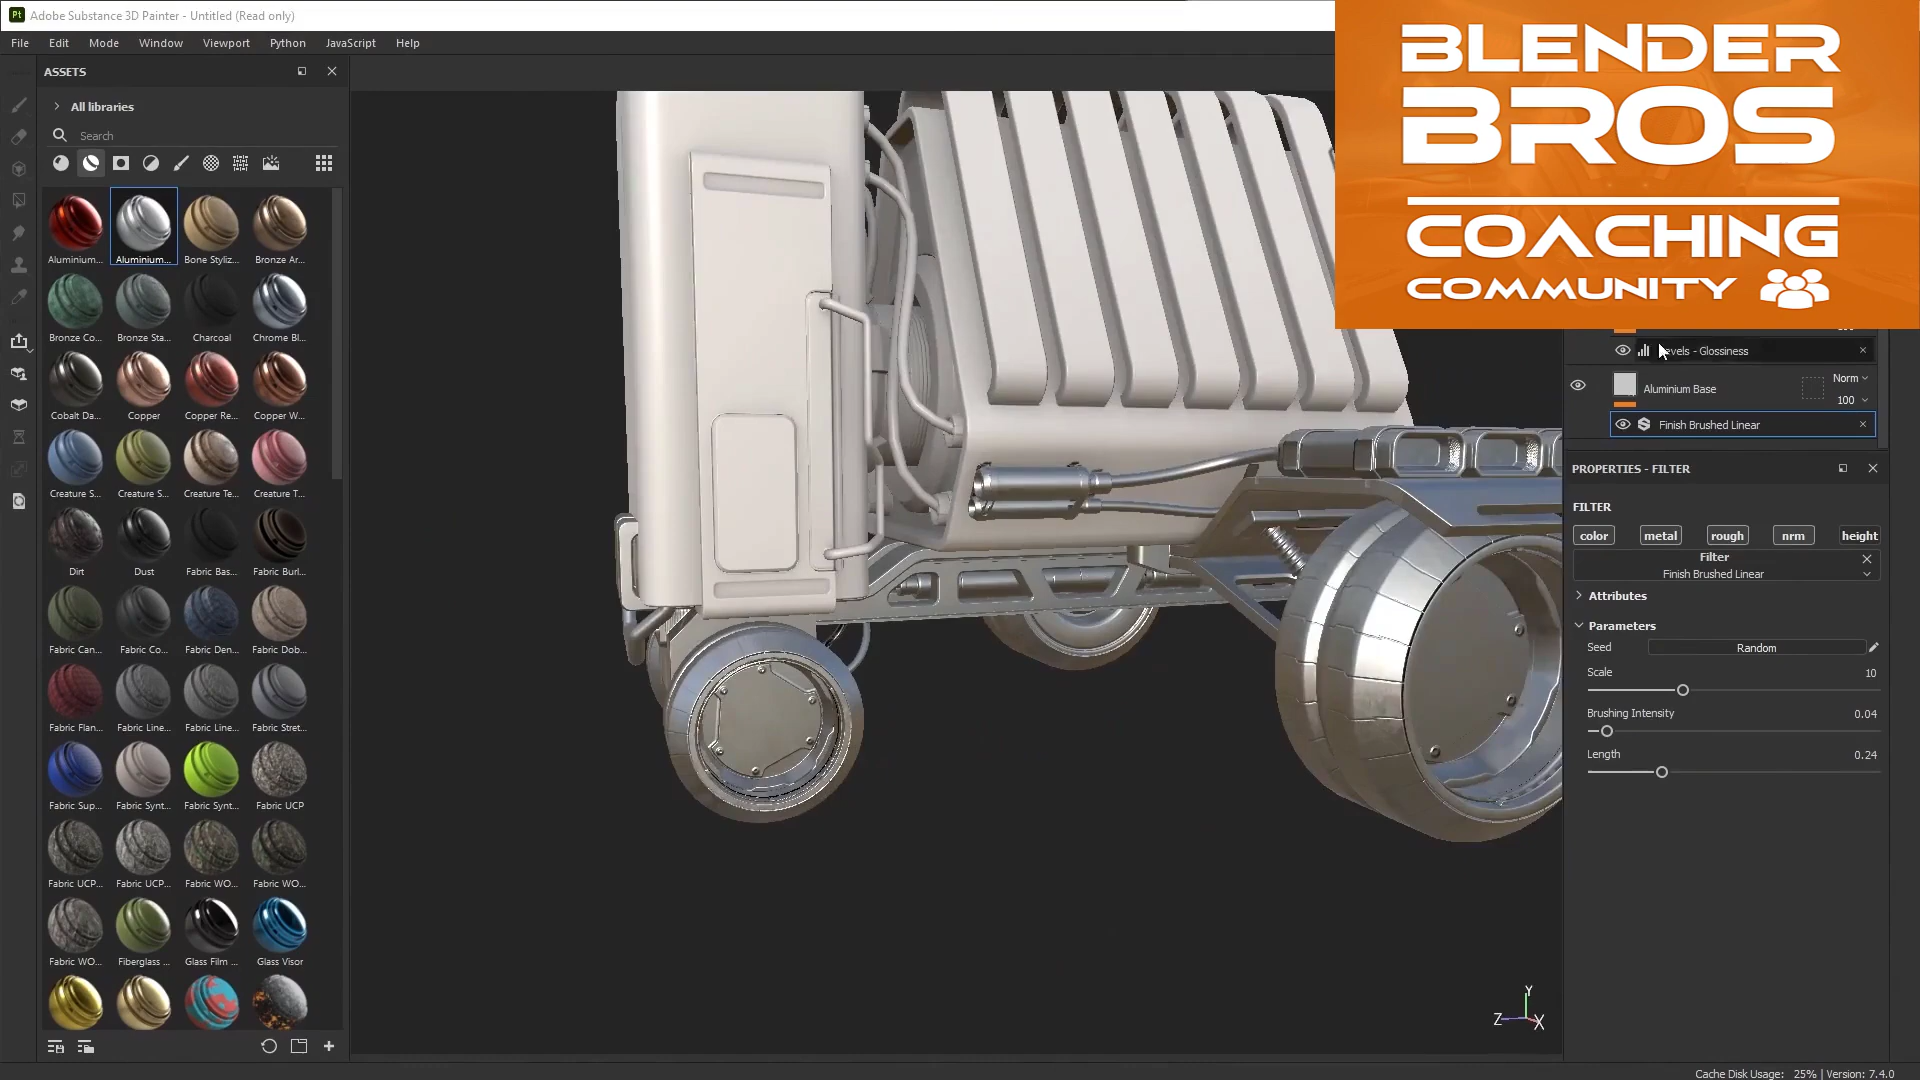 Pt Adobe Substance 3D Painter - Untitled (Read only)
File Edit Mode Window Viewport Python JavaScript Help
BLENDER
BROS
COACHING
COMMUNITY
ASSETS
All libraries
Search
Aluminium... Aluminium... Bone Styliz... Bronze Ar...
Bronze Co... Bronze Sta... Charcoal Chrome Bl...
Cobalt Da... Copper Copper Re... Copper W...
Creature S... Creature S... Creature Te... Creature T...
Dirt Dust Fabric Bas... Fabric Burl...
Fabric Can... Fabric Co... Fabric Den... Fabric Dob...
Fabric Flan... Fabric Line... Fabric Line... Fabric Stret...
Fabric Sup... Fabric Synt... Fabric Synt... Fabric UCP
Fabric UCP... Fabric UCP... Fabric WO... Fabric WO...
Fabric WO... Fiberglass ... Glass Film ... Glass Visor
Y
Z X
evels - Glossiness
Aluminium Base
Norm
100
Finish Brushed Linear
PROPERTIES - FILTER
FILTER
color metal rough nrm height
Filter
Finish Brushed Linear
Attributes
Parameters
Seed Random
Scale 10
Brushing Intensity 0.04
Length 0.24
Cache Disk Usage: 25% | Version: 7.4.0